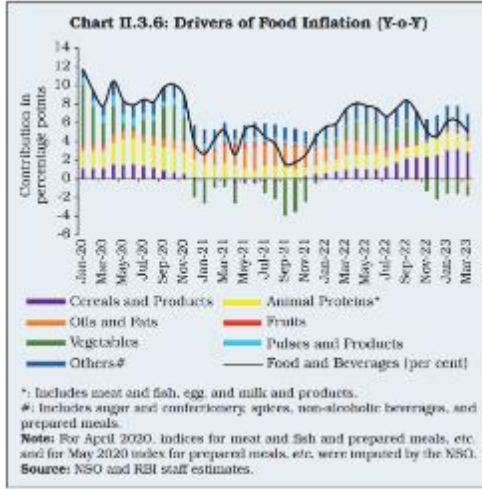 Chart II.3.6: Drivers of Food Inflation (Y-o-Y)
Contribution in
percentage points
14
12
10
8
6
4
2
0
-2
-4
-6
Jan-20
Mar-20
May-20
Jul-20
Sep-20
Nov-20
Jan-21
Mar-21
May-21
Jul-21
Sep-21
Nov-21
Jan-22
Mar-22
May-22
Jul-22
Sep-22
Nov-22
Jan-23
Mar-23
Cereals and Products
Animal Proteins*
Oils and Fats
Fruits
Vegetables
Pulses and Products
Others#
Food and Beverages (per cent)
*: Includes meat and fish, egg, and milk and products.
#: Includes sugar and confectionery, spices, non-alcoholic beverages, and
prepared meals.
Note: For April 2020, indices for meat and fish and prepared meals, etc.
and for May 2020 index for prepared meals, etc. were imputed by the NSO.
Source: NSO and RBI staff estimates.